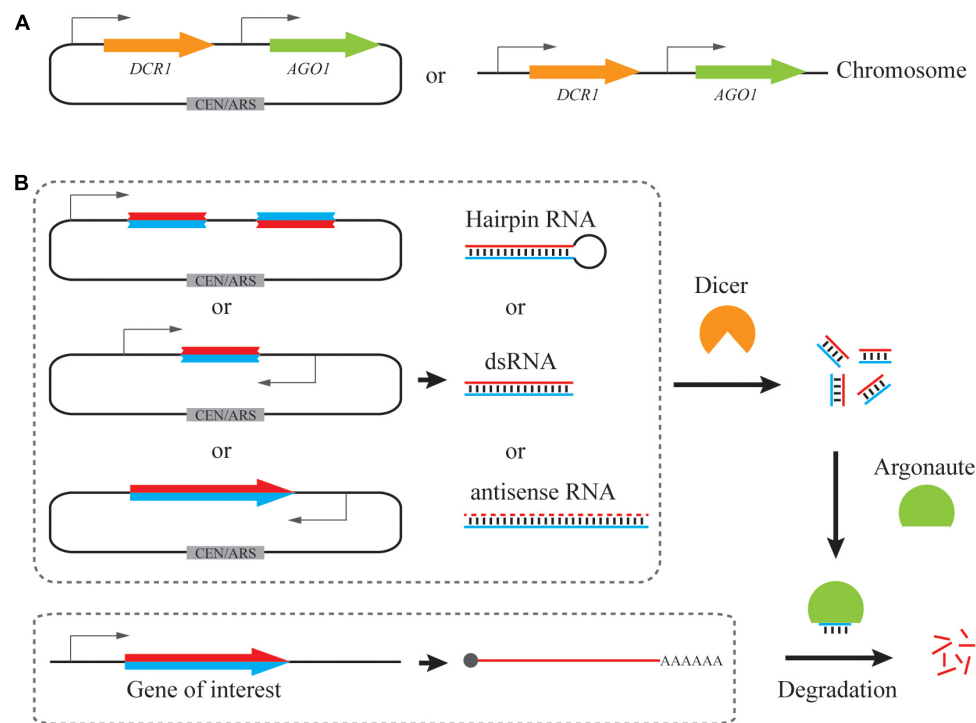 A
DCR1
AGO1
CEN/ARS
or
DCR1
AGO1
Chromosome
B
CEN/ARS
Hairpin RNA
or
or
Dicer
CEN/ARS
dsRNA
or
or
CEN/ARS
antisense RNA
Argonaute
Gene of interest
AAAAAA
Degradation